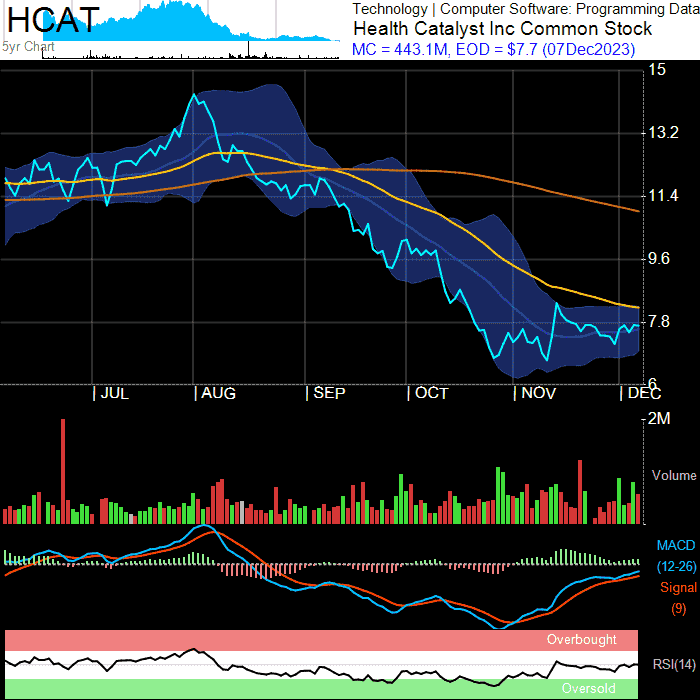 HCAT
Technology | Computer Software: Programming Data
Health Catalyst Inc Common Stock
5yr Chart
MC = 443.1M, EOD = $7.7 (07Dec2023)
15
13.2
11.4
9.6
7.8
6
| JUL | AUG | SEP | OCT | NOV | DEC
2M
Volume
MACD
(12-26)
Signal
(9)
Overbought
RSI(14)
Oversold